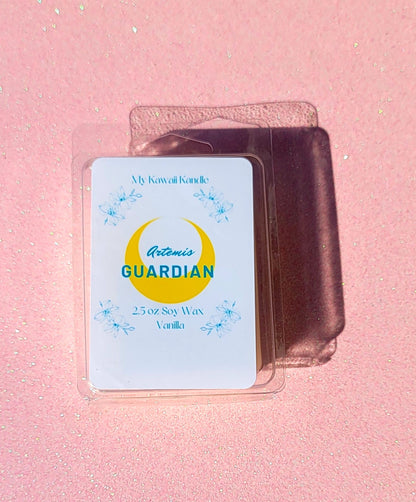 My Kawaii Kandle
Artemis
GUARDIAN
2.5 oz Soy Wax
Vanilla